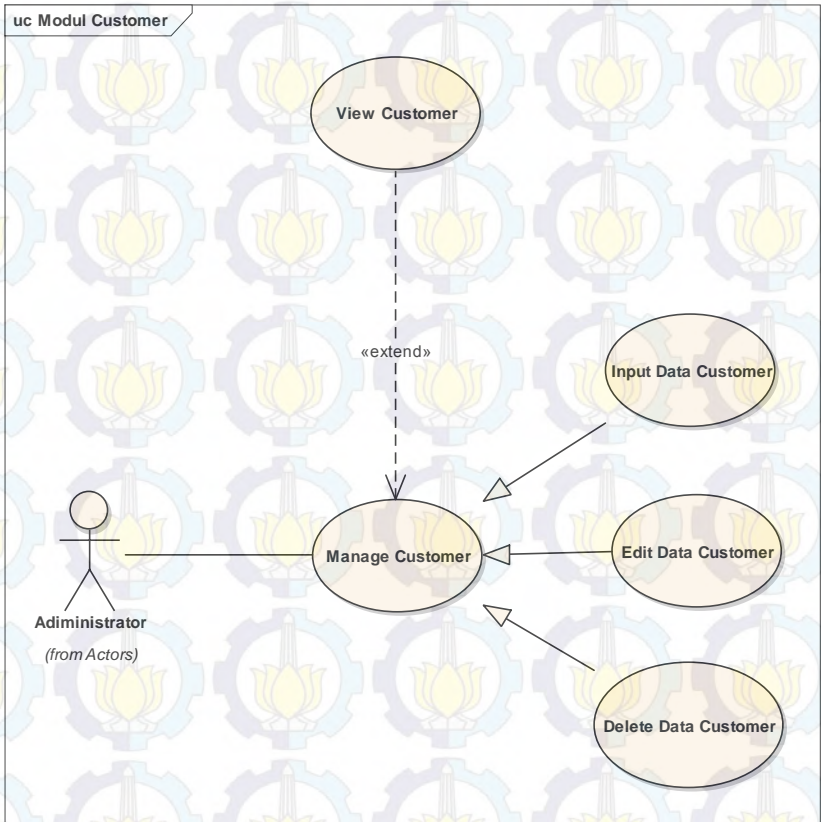 uc Modul Customer
View Customer
«extend»
Input Data Customer
Manage Customer
Edit Data Customer
Adiministrator
(from Actors)
Delete Data Customer